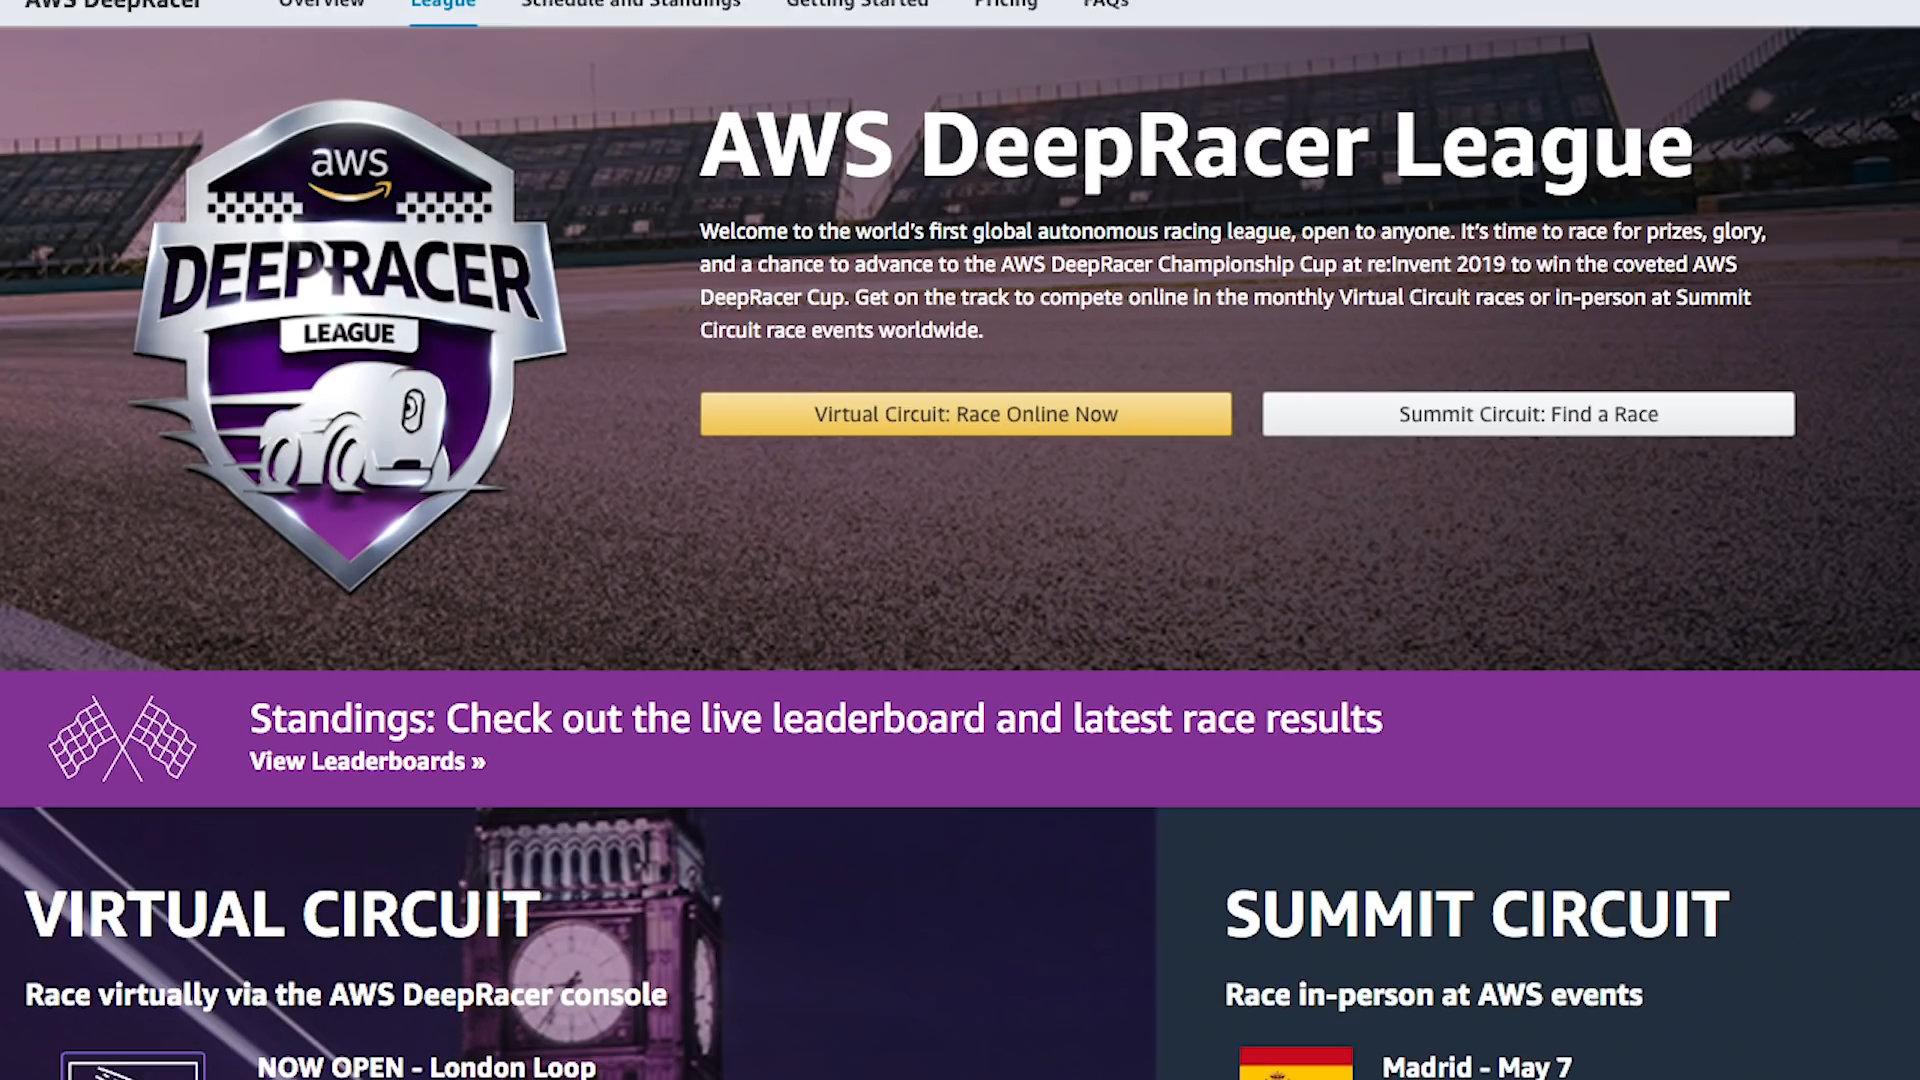 AWS DeepRacer Overview League Schedule and Standings Getting Started Pricing FAQs
aws
DEEPRACER
LEAGUE
AWS DeepRacer League
Welcome to the world's first global autonomous racing league, open to anyone. It's time to race for prizes, glory,
and a chance to advance to the AWS DeepRacer Championship Cup at re:Invent 2019 to win the coveted AWS
DeepRacer Cup. Get on the track to compete online in the monthly Virtual Circuit races or in-person at Summit
Circuit race events worldwide.
Virtual Circuit: Race Online Now
Summit Circuit: Find a Race
Standings: Check out the live leaderboard and latest race results
View Leaderboards »
VIRTUAL CIRCUIT
Race virtually via the AWS DeepRacer console
NOW OPEN - London Loop
SUMMIT CIRCUIT
Race in-person at AWS events
Madrid - May 7